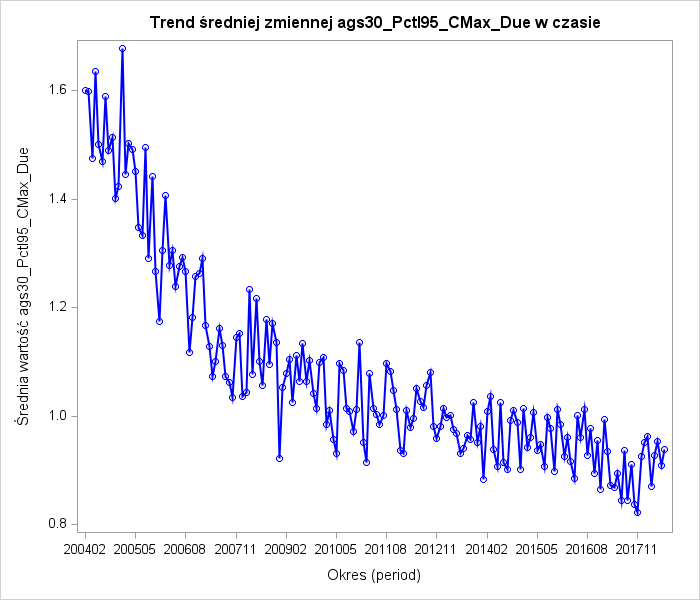 Trend średniej zmiennej ags30_Pctl95_CMax_Due w czasie
Średnia wartość ags30_Pctl95_CMax_Due
1.6
1.4
1.2
1.0
0.8
200402 200505 200608 200711 200902 201005 201108 201211 201402 201505 201608 201711
Okres (period)